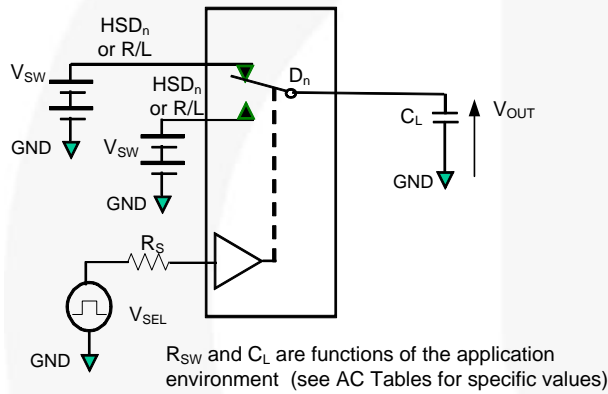 HSDn
or R/L
VSW
HSDn
or R/L
Dn
VSW
GND
GND
CL
VOUT
GND
RS
VSEL
GND
RSW and CL are functions of the application
environment (see AC Tables for specific values)